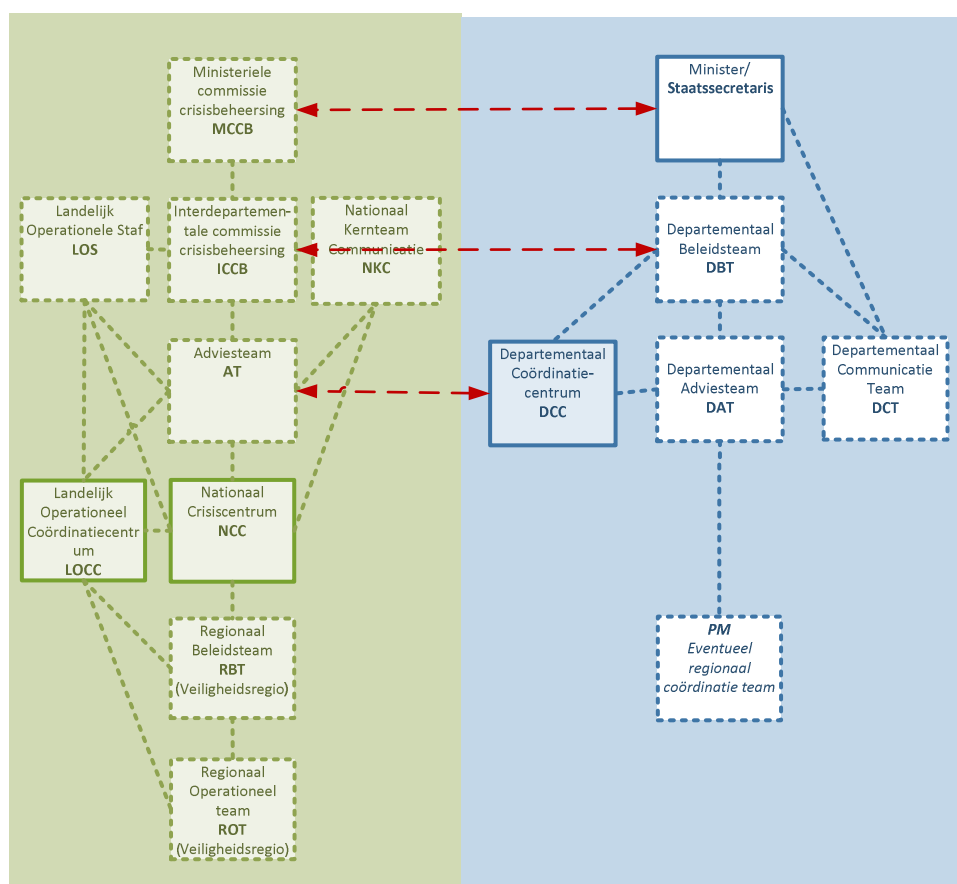 Ministeriele
commissie
crisisbeheersing
MCCB
Minister/
Staatssecretaris
Landelijk
Operationele Staf
LOS
Interdepartemen-
tale commissie
crisisbeheersing
ICCB
Nationaal
Kernteam
Communicatie
NKC
Departementaal
Beleidsteam
DBT
Adviesteam
AT
Departementaal
Coördinatie-
centrum
DCC
Departementaal
Adviesteam
DAT
Departementaal
Communicatie
Team
DCT
Landelijk
Operationeel
Coördinatiecentr
um
LOCC
Nationaal
Crisiscentrum
NCC
Regionaal
Beleidsteam
RBT
(Veiligheidsregio)
PM
Eventueel
regionaal
coördinatie team
Regionaal
Operationeel
team
ROT
(Veiligheidsregio)